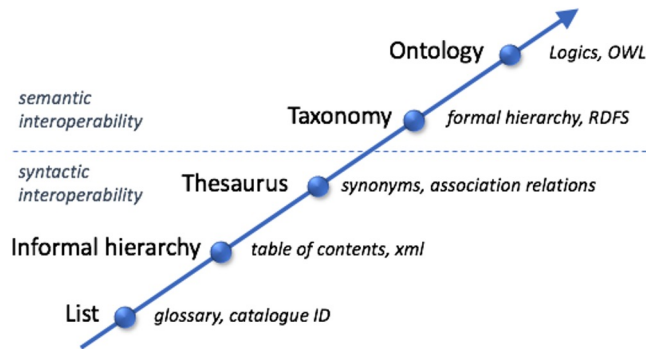 Ontology
Logics, OWL
semantic
interoperability
Taxonomy
formal hierarchy, RDFS
syntactic
interoperability
Thesaurus
synonyms, association relations
Informal hierarchy
table of contents, xml
List
glossary, catalogue ID